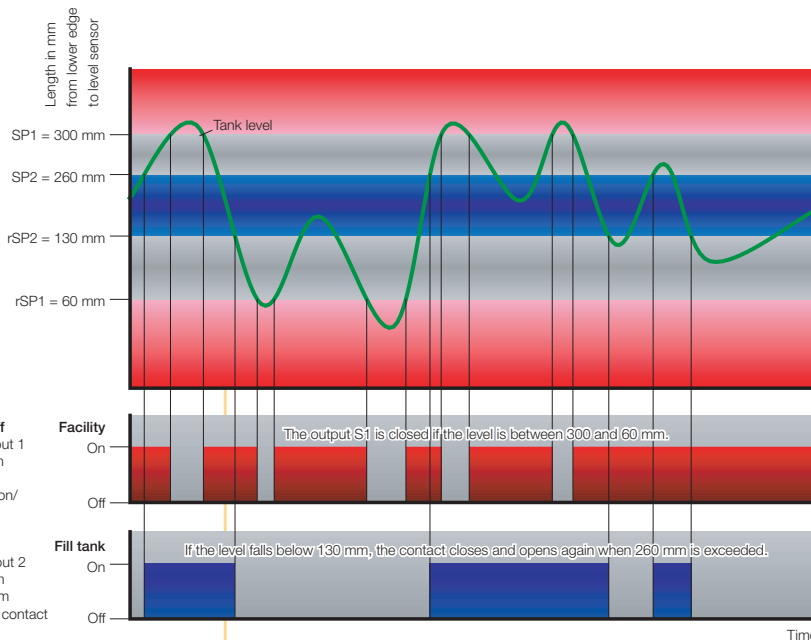 Length in mm
from lower edge
to level sensor
SP1 = 300 mm
Tank level
SP2 = 260 mm
rSP2 = 130 mm
rSP1 = 60 mm
Facility
The output S1 is closed if the level is between 300 and 60 mm.
On
Off
Fill tank
If the level falls below 130 mm, the contact closes and opens again when 260 mm is exceeded.
On
contact
Off